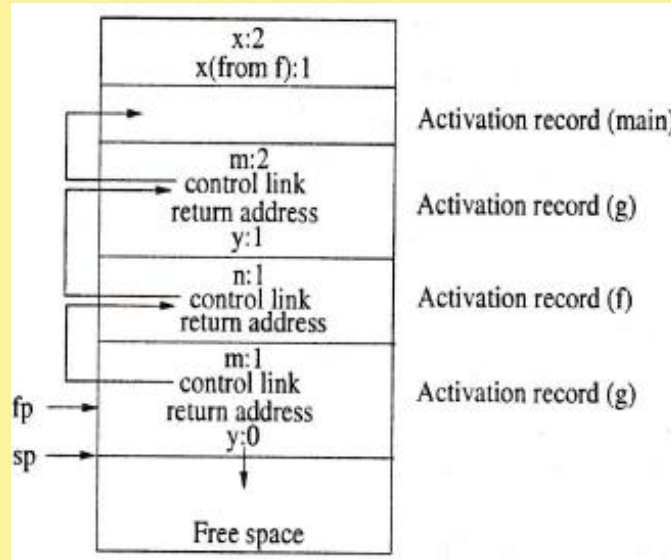 x:2
x(from f):1
Activation record (main)
m:2
control link
return address
y:1
Activation record (g)
n:1
control link
return address
Activation record (f)
m:1
control link
return address
y:0
Activation record (g)
fp
sp
Free space